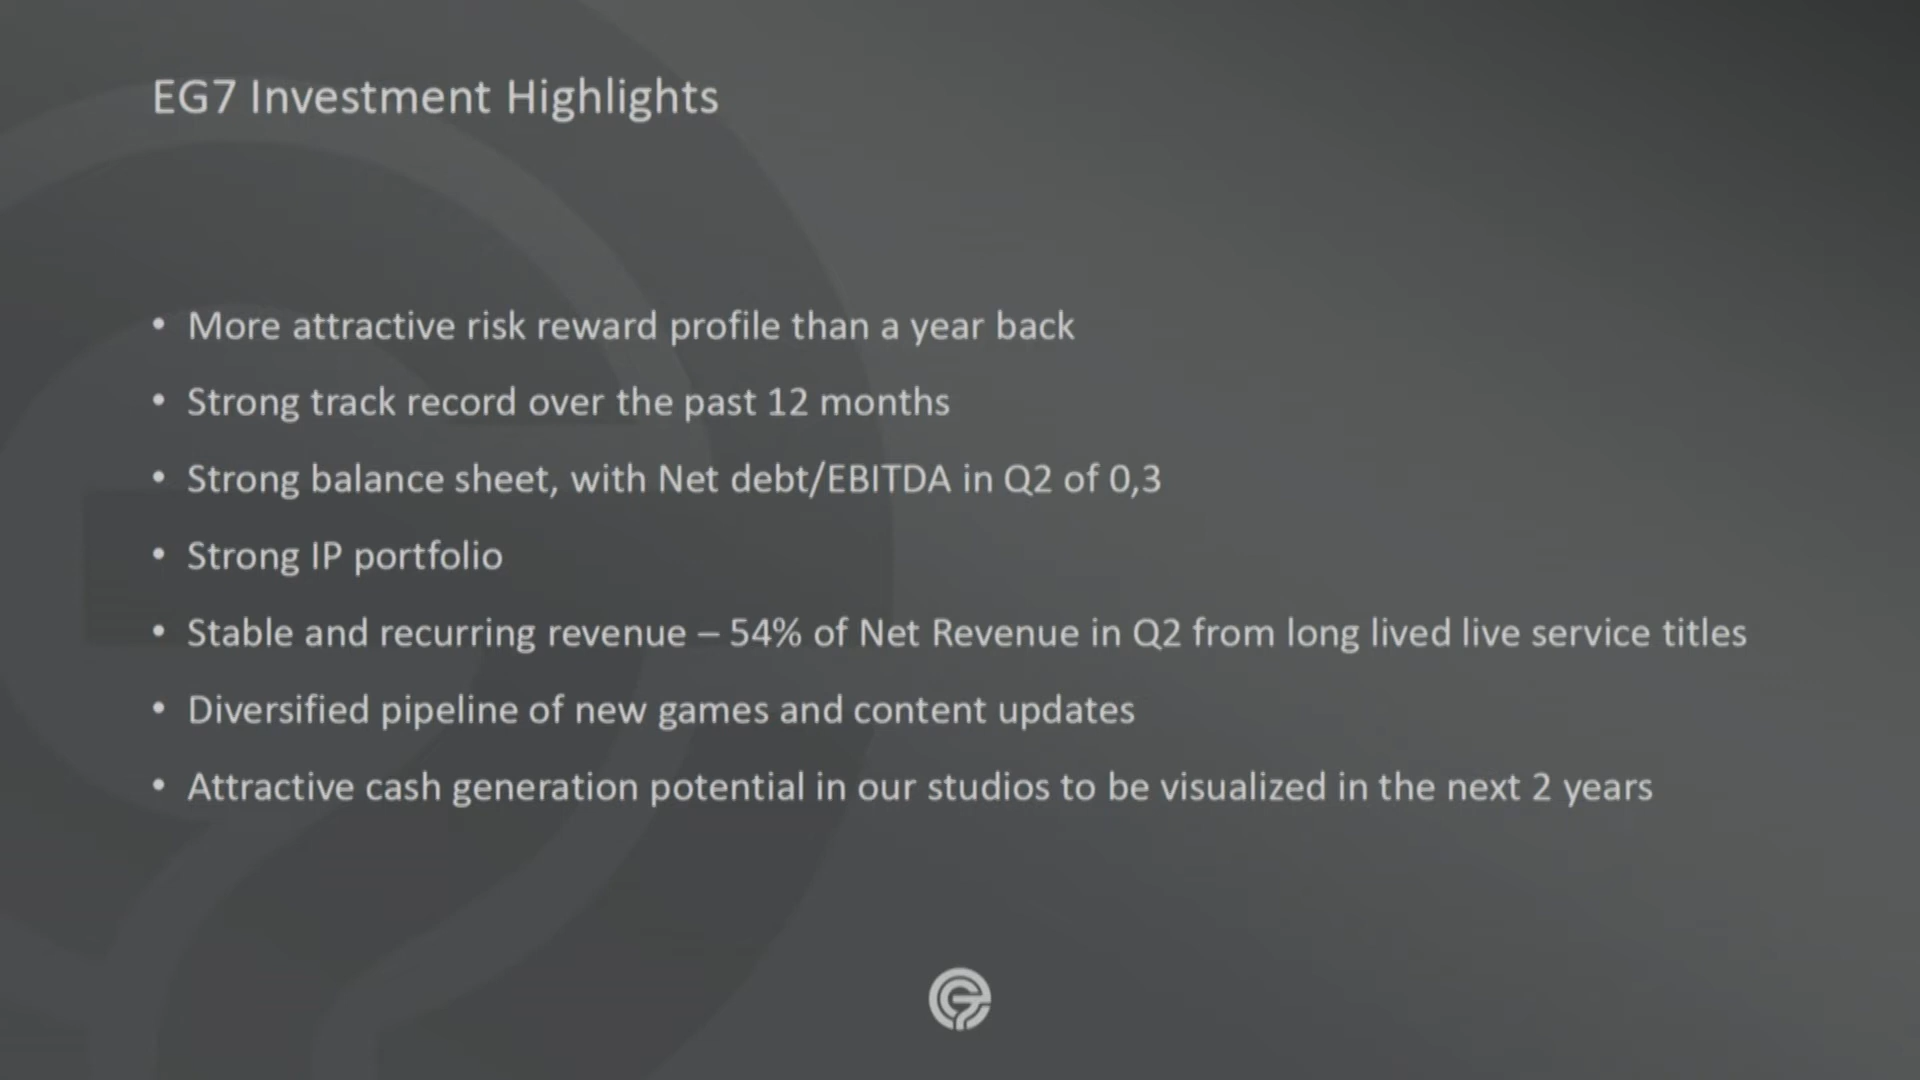 EG7 Investment Highlights
• More attractive risk reward profile than a year back
• Strong track record over the past 12 months
• Strong balance sheet, with Net debt/EBITDA in Q2 of 0,3
• Strong IP portfolio
• Stable and recurring revenue – 54% of Net Revenue in Q2 from long lived live service titles
• Diversified pipeline of new games and content updates
• Attractive cash generation potential in our studios to be visualized in the next 2 years